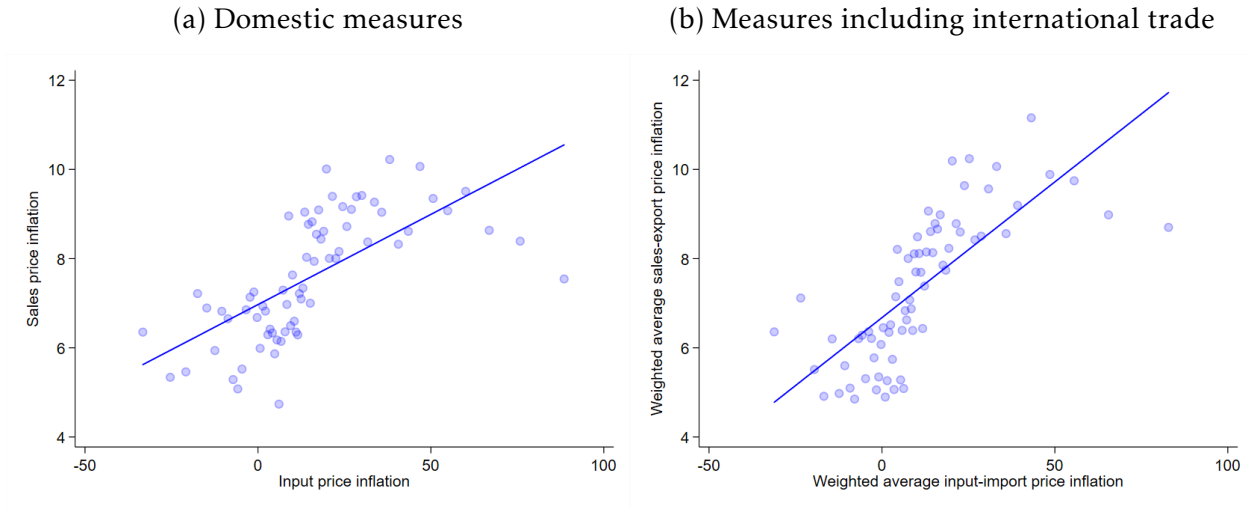 (a) Domestic measures
12
10
8
6
4
Sales price inflation
-50 0 50 100
Input price inflation
(b) Measures including international trade
12
10
8
6
4
Weighted average sales-export price inflation
-50 0 50 100
Weighted average input-import price inflation